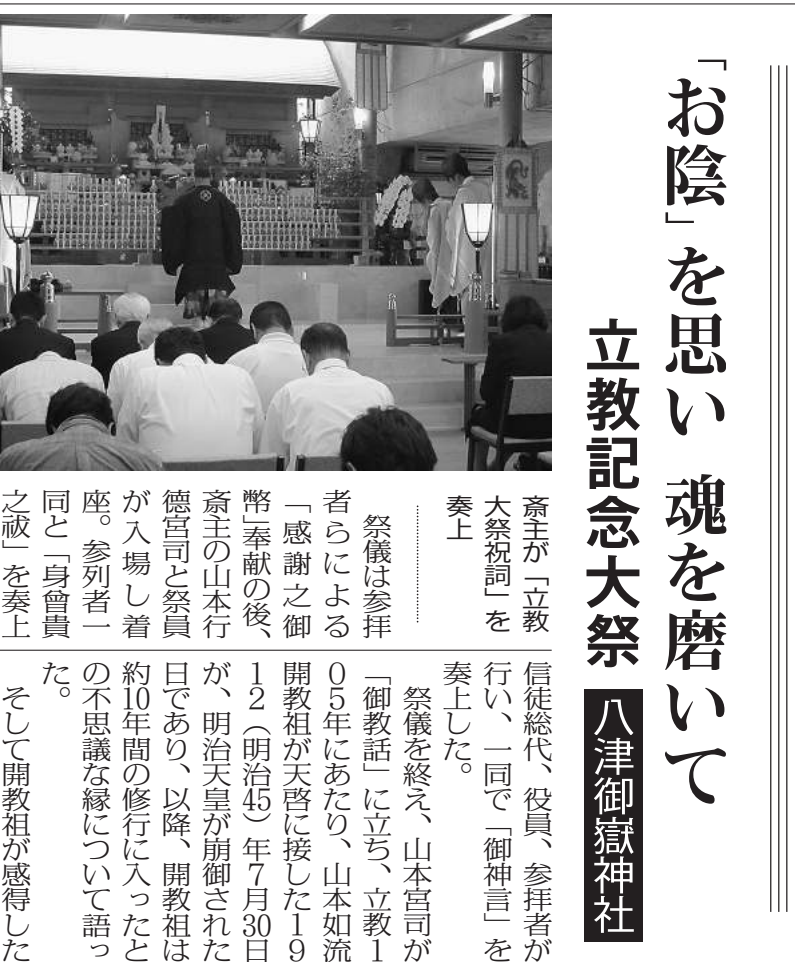 「お陰」を思い 魂を磨いて
立教記念大祭
八津御嶽神社
斎主が「立教
大祭祝詞」を
奏上
祭儀は参拝
者らによる
「感謝之御
幣」奉献の後、
斎主の山本行
徳宮司と祭員
が入場し着
座。参列者一
同と「身曾貴
之祓」を奏上
信徒総代、役員、参拝者が
行い、一同で「御神言」を
奏上した。
祭儀を終え、山本宮司が
「御教話」に立ち、立教1
05年にあたり、山本如流
開教祖が天啓に接した19
12（明治45）年7月30日
が、明治天皇が崩御された
日であり、以降、開教祖は
約10年間の修行に入ったと
の不思議な縁について語っ
た。
そして開教祖が感得した